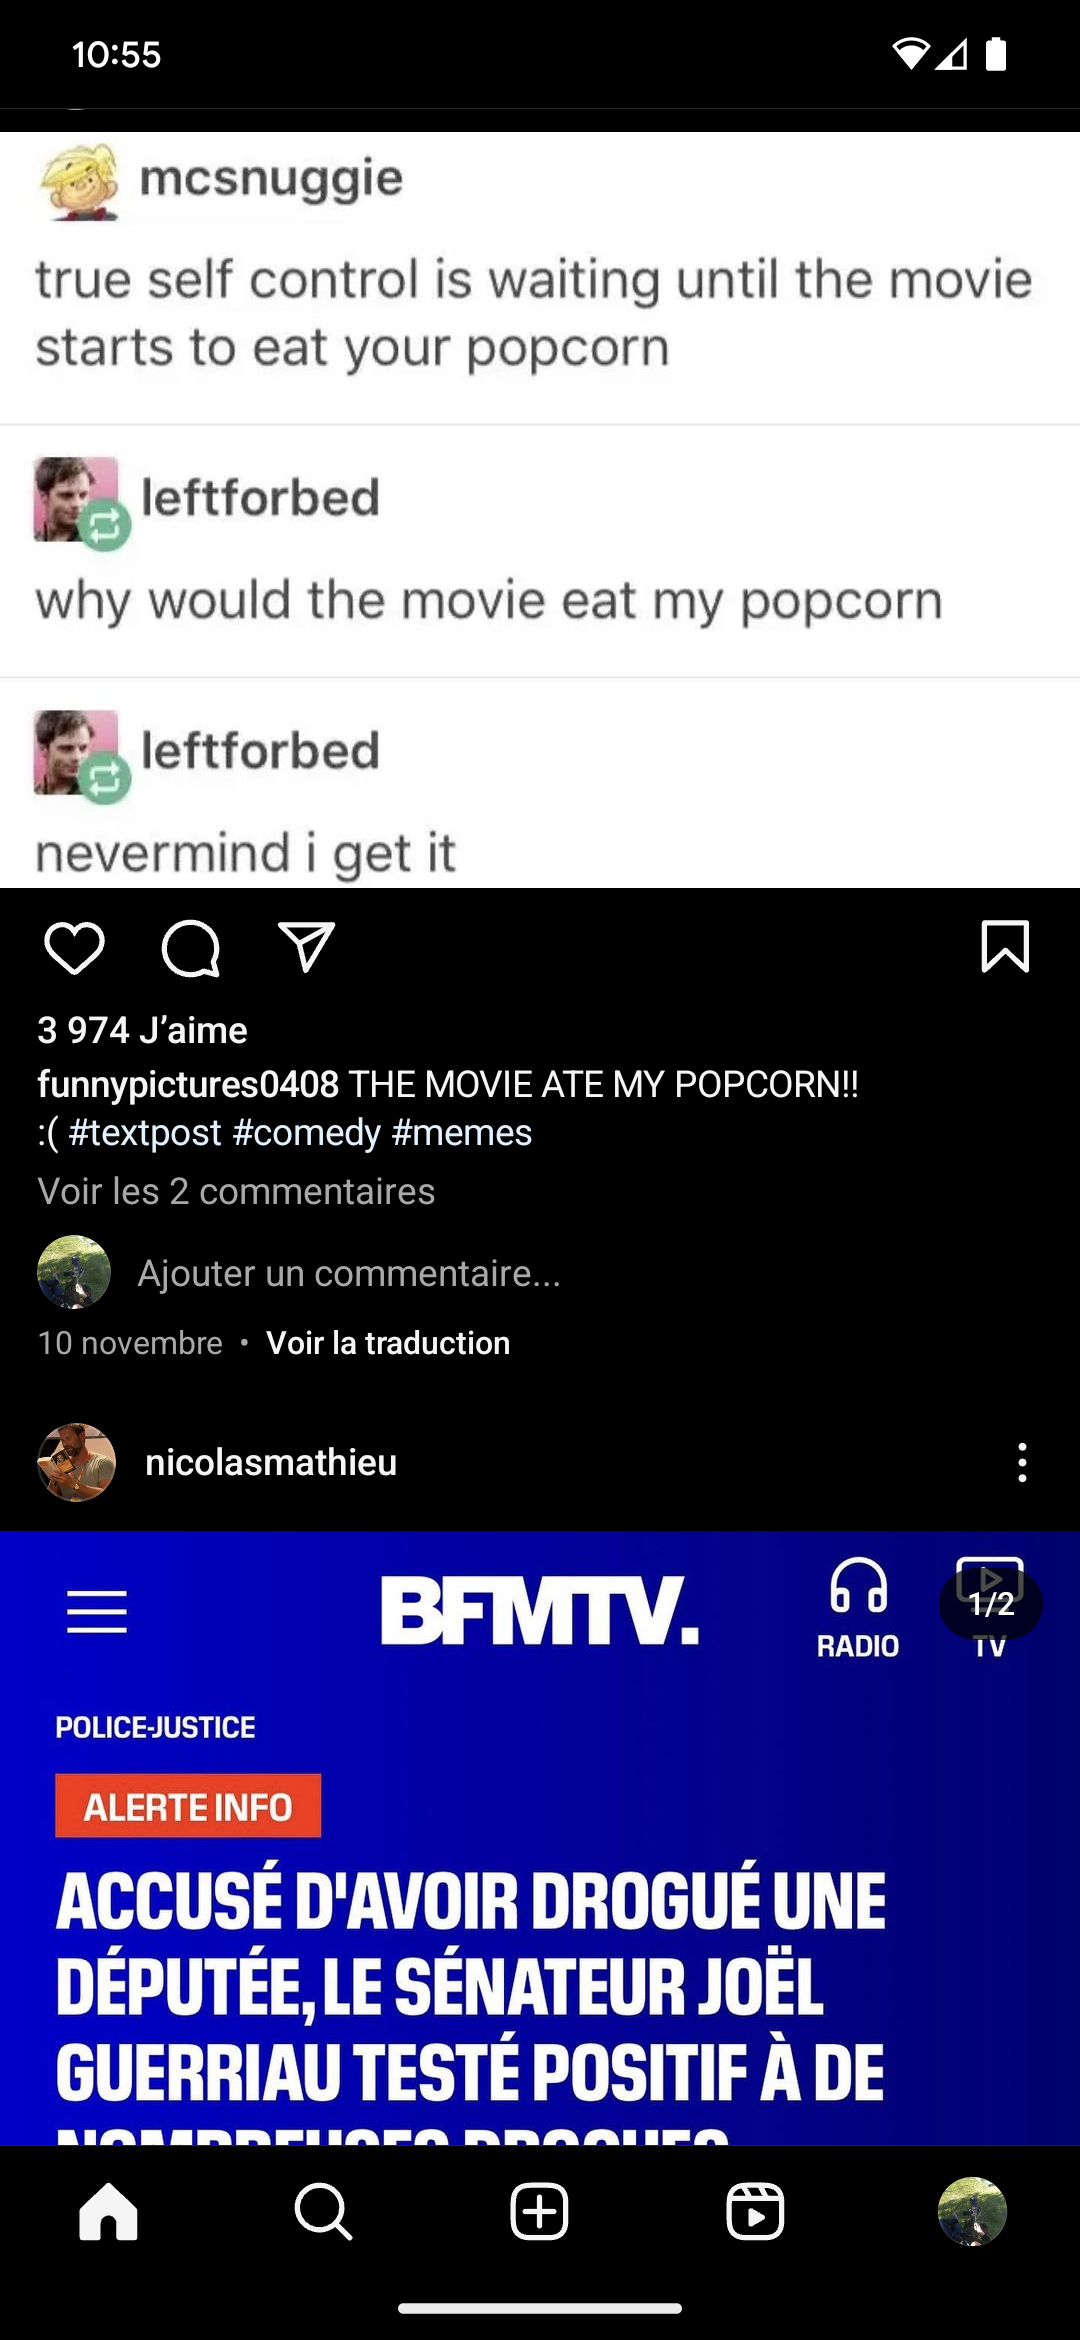 10:55
mcsnuggie
true self control is waiting until the movie
starts to eat your popcorn
leftforbed
why would the movie eat my popcorn
leftforbed
nevermind i get it
3 974 J’aime
funnypictures0408 THE MOVIE ATE MY POPCORN!!
:( #textpost #comedy #memes
Voir les 2 commentaires
Ajouter un commentaire...
10 novembre • Voir la traduction
nicolasmathieu
BFMTV.
RADIO
1/2
TV
POLICE-JUSTICE
ALERTE INFO
ACCUSÉ D'AVOIR DROGUÉ UNE
DÉPUTÉE, LE SÉNATEUR JOËL
GUERRIAU TESTÉ POSITIF À DE
NOMBREUSES DROGUES